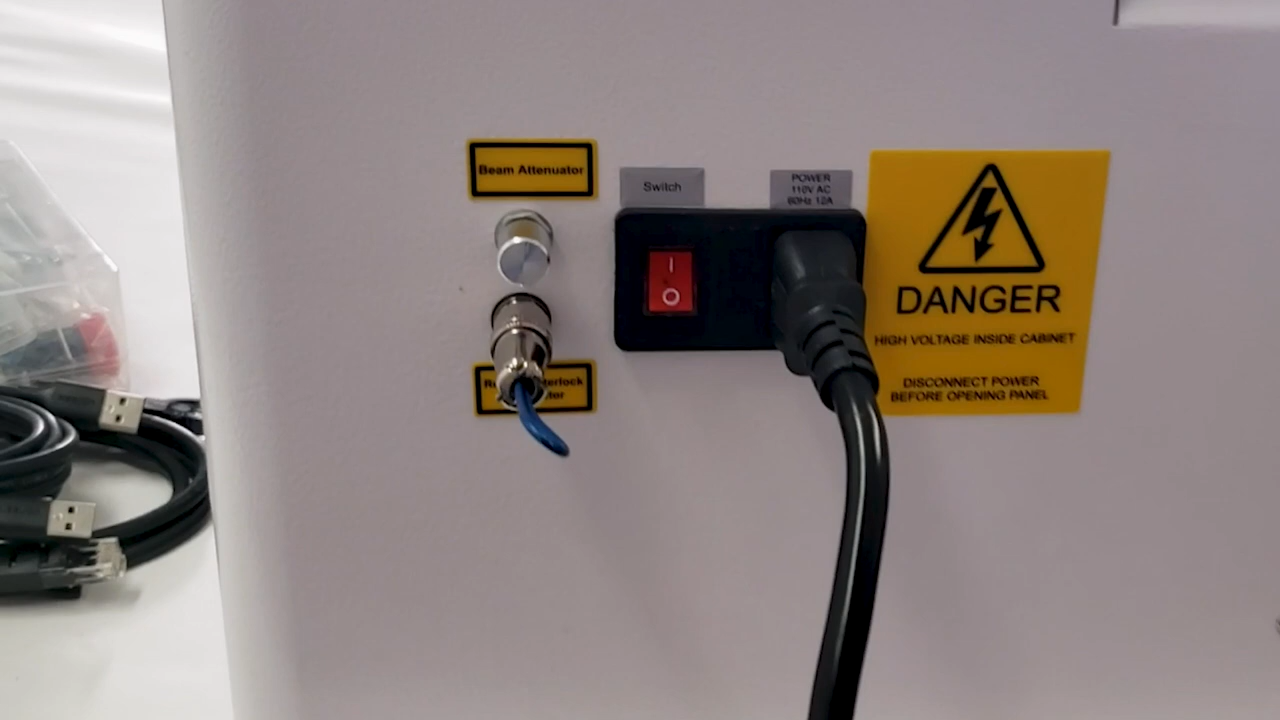 Beam Attenuator
Switch
POWER
110V AC
60Hz 12A
I
O
DANGER
HIGH VOLTAGE INSIDE CABINET
DISCONNECT POWER
BEFORE OPENING PANEL